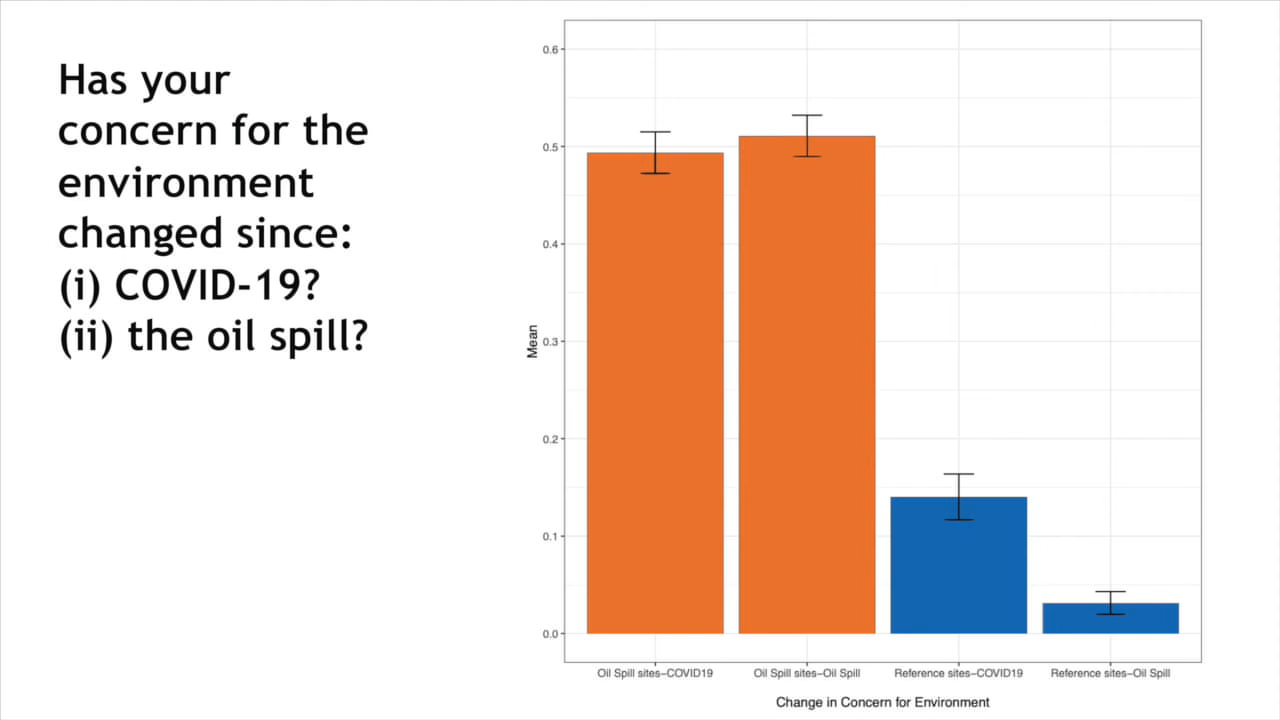 Has your
concern for the
environment
changed since:
(i) COVID-19?
(ii) the oil spill?
0.6
0.5
0.4
0.3
0.2
0.1
0.0
Mean
Oil Spill sites–COVID19
Oil Spill sites–Oil Spill
Reference sites–COVID19
Reference sites–Oil Spill
Change in Concern for Environment